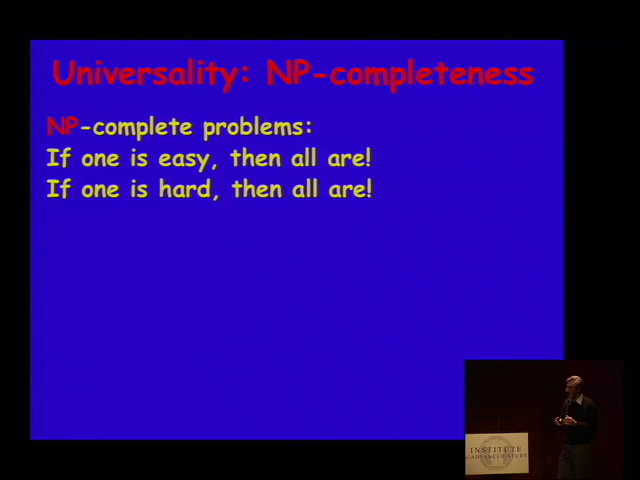 Universality: NP-completeness
NP-complete problems:
If one is easy, then all are!
If one is hard, then all are!
INSTITUTE
for ADVANCED STUDY